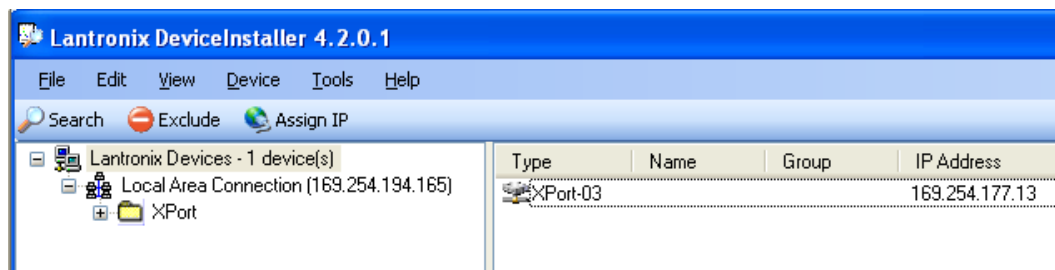 Lantronix DeviceInstaller 4.2.0.1
File Edit View Device Tools Help
Search Exclude Assign IP
Lantronix Devices - 1 device(s)
Local Area Connection (169.254.194.165)
XPort
Type Name Group IP Address
XPort-03 169.254.177.13